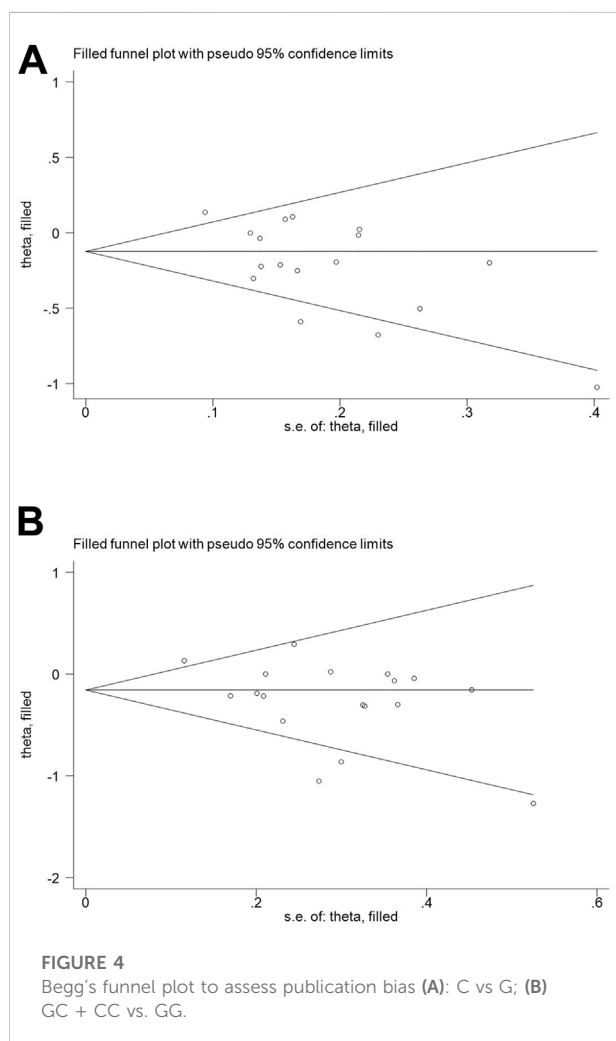 A
Filled funnel plot with pseudo 95% confidence limits
1
.5
0
-.5
-1
theta, filled
0 .1 .2 .3 .4
s.e. of: theta, filled
B
Filled funnel plot with pseudo 95% confidence limits
1
0
-1
-2
theta, filled
0 .2 .4 .6
s.e. of: theta, filled
FIGURE 4
Begg's funnel plot to assess publication bias (A): C vs G; (B)
GC + CC vs. GG.